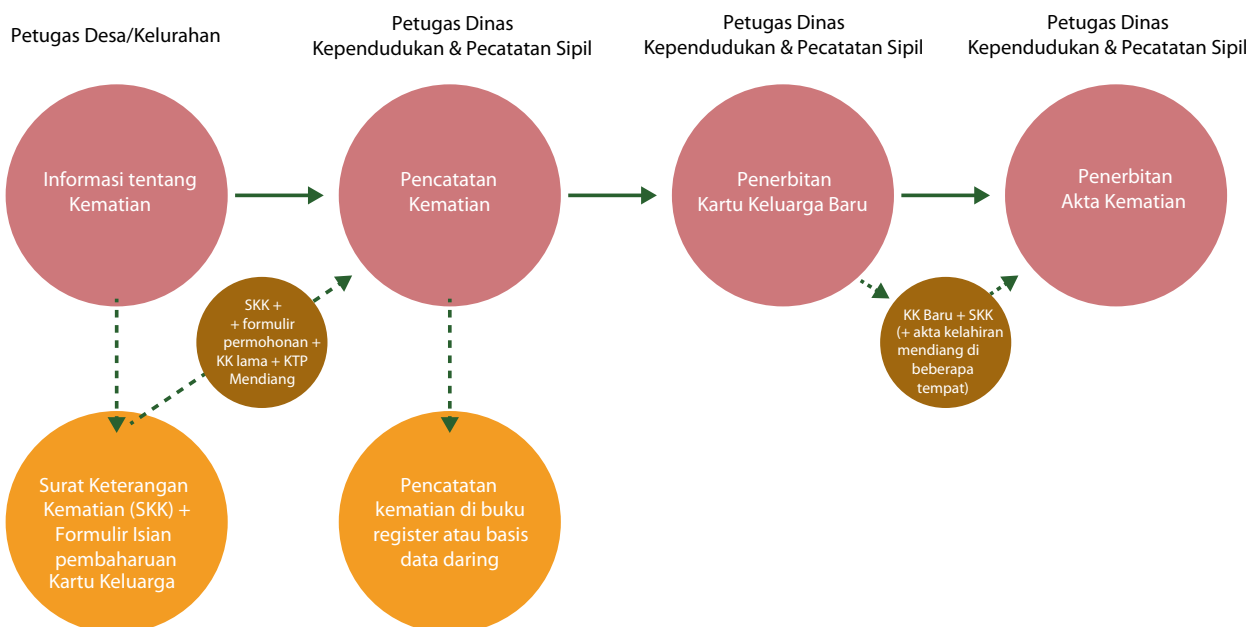 Petugas Desa/Kelurahan
Petugas Dinas
Kependudukan & Pecatatan Sipil
Petugas Dinas
Kependudukan & Pecatatan Sipil
Petugas Dinas
Kependudukan & Pecatatan Sipil
Informasi tentang
Kematian
Pencatatan
Kematian
Penerbitan
Kartu Keluarga Baru
Penerbitan
Akta Kematian
SKK +
+ formulir
permohonan +
KK lama + KTP
Mendiang
KK Baru + SKK
(+ akta kelahiran
mendiang di
beberapa
tempat)
Surat Keterangan
Kematian (SKK) +
Formulir Isian
pembaharuan
Kartu Keluarga
Pencatatan
kematian di buku
register atau basis
data daring